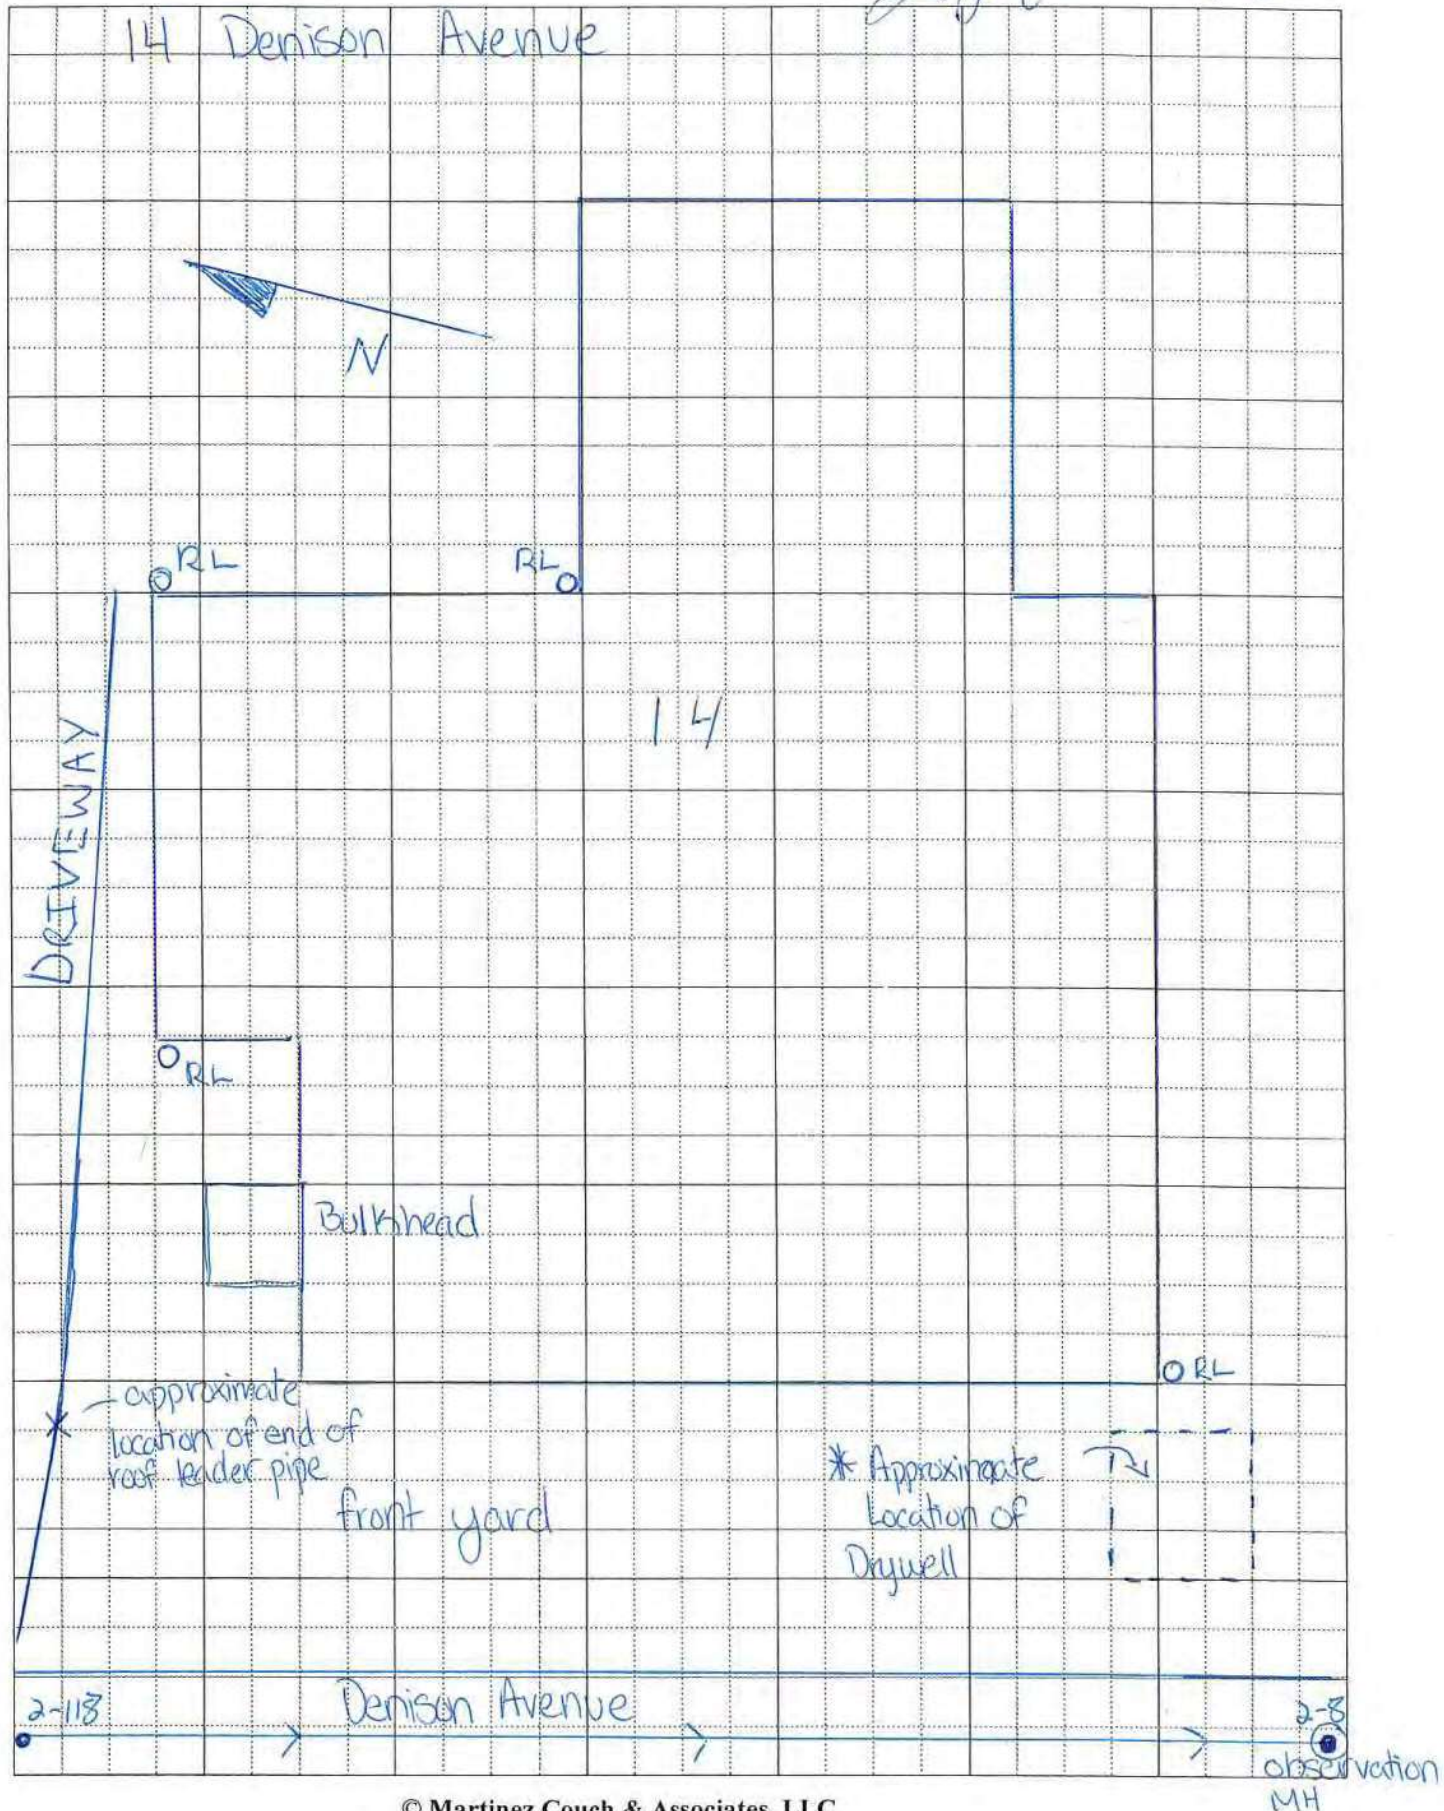 14 Denison Avenue
N
RL
RL
14
DRIVEWAY
RL
Bulkhead
RL
approximate
location of end of
roof leader pipe
* Approximate
Location of
Drywell
front yard
2-118
Denison Avenue
2-8
observation
MH
© Martinez Couch & Associates, LLC